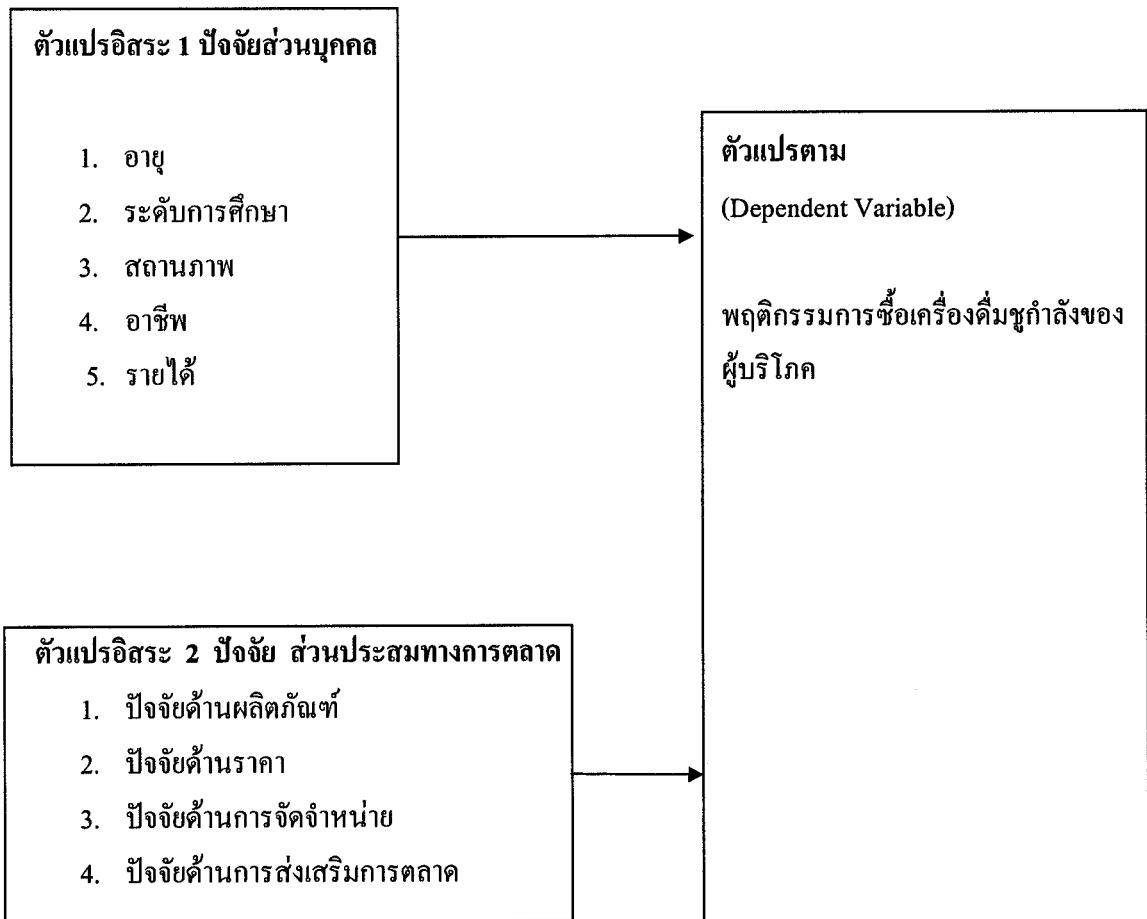 ตัวแปรอิสระ 1 ปัจจัยส่วนบุคคล
1. อายุ
2. ระดับการศึกษา
3. สถานภาพ
4. อาชีพ
5. รายได้
ตัวแปรตาม
(Dependent Variable)
พฤติกรรมการซื้อเครื่องดื่มชูกำลังของ
ผู้บริโภค
ตัวแปรอิสระ 2 ปัจจัย ส่วนประสมทางการตลาด
1. ปัจจัยด้านผลิตภัณฑ์
2. ปัจจัยด้านราคา
3. ปัจจัยด้านการจัดจำหน่าย
4. ปัจจัยด้านการส่งเสริมการตลาด